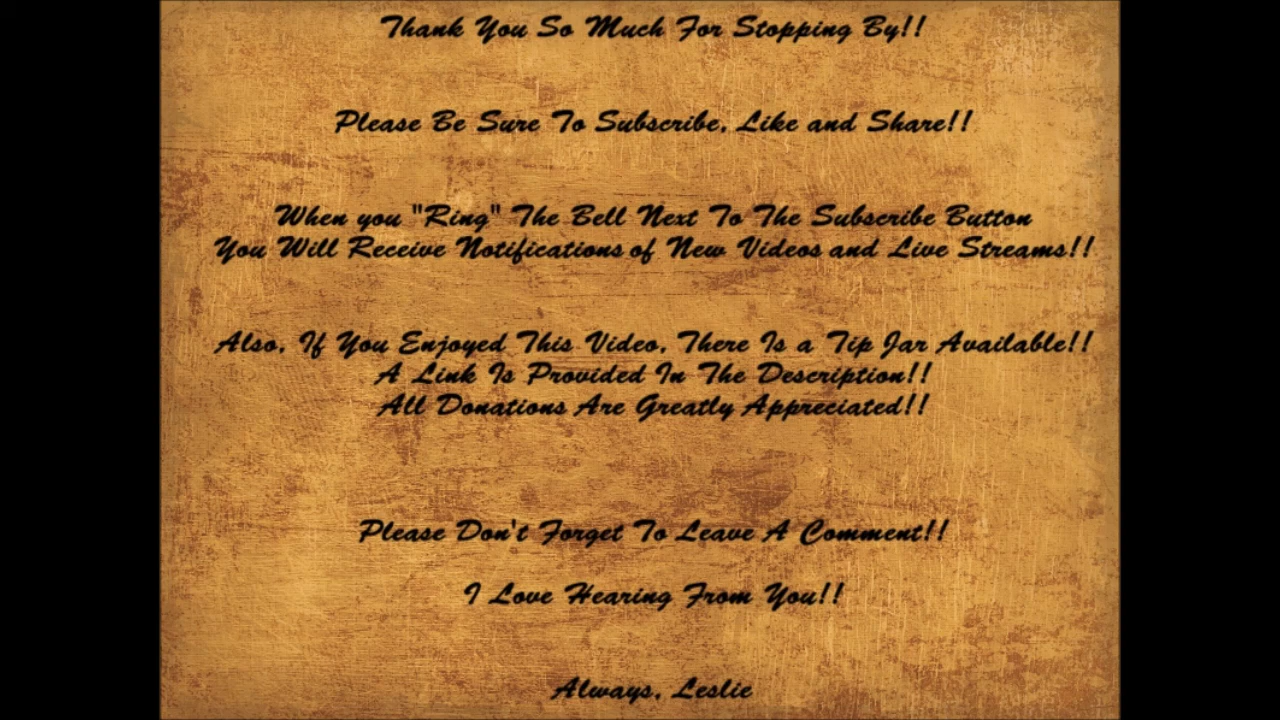 Thank You So Much For Stopping By!!
Please Be Sure To Subscribe, Like and Share!!
When you "Ring" The Bell Next To The Subscribe Button
You Will Receive Notifications of New Videos and Live Streams!!
Also, If You Enjoyed This Video, There Is a Tip Jar Available!!
A Link Is Provided In The Description!!
All Donations Are Greatly Appreciated!!
Please Don't Forget To Leave A Comment!!
I Love Hearing From You!!
Always, Leslie